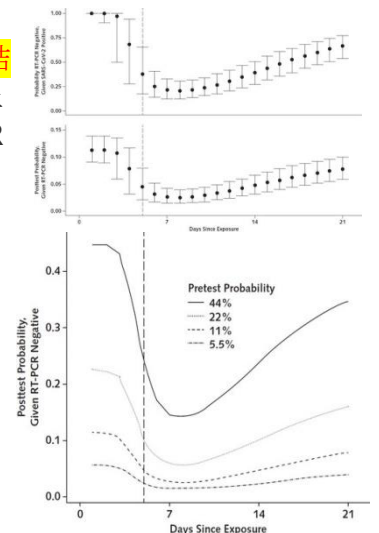 结
R
Probability RT-PCR Negative,
Given SARS-CoV-2 Positive
1.00
0.75
0.50
0.25
0.00
Posttest Probability,
Given RT-PCR Negative
0.15
0.10
0.05
0.00
0
7
14
21
Days Since Exposure
Posttest Probability,
Given RT-PCR Negative
0.4
0.3
0.2
0.1
0.0
Pretest Probability
44%
22%
11%
5.5%
0
7
14
21
Days Since Exposure